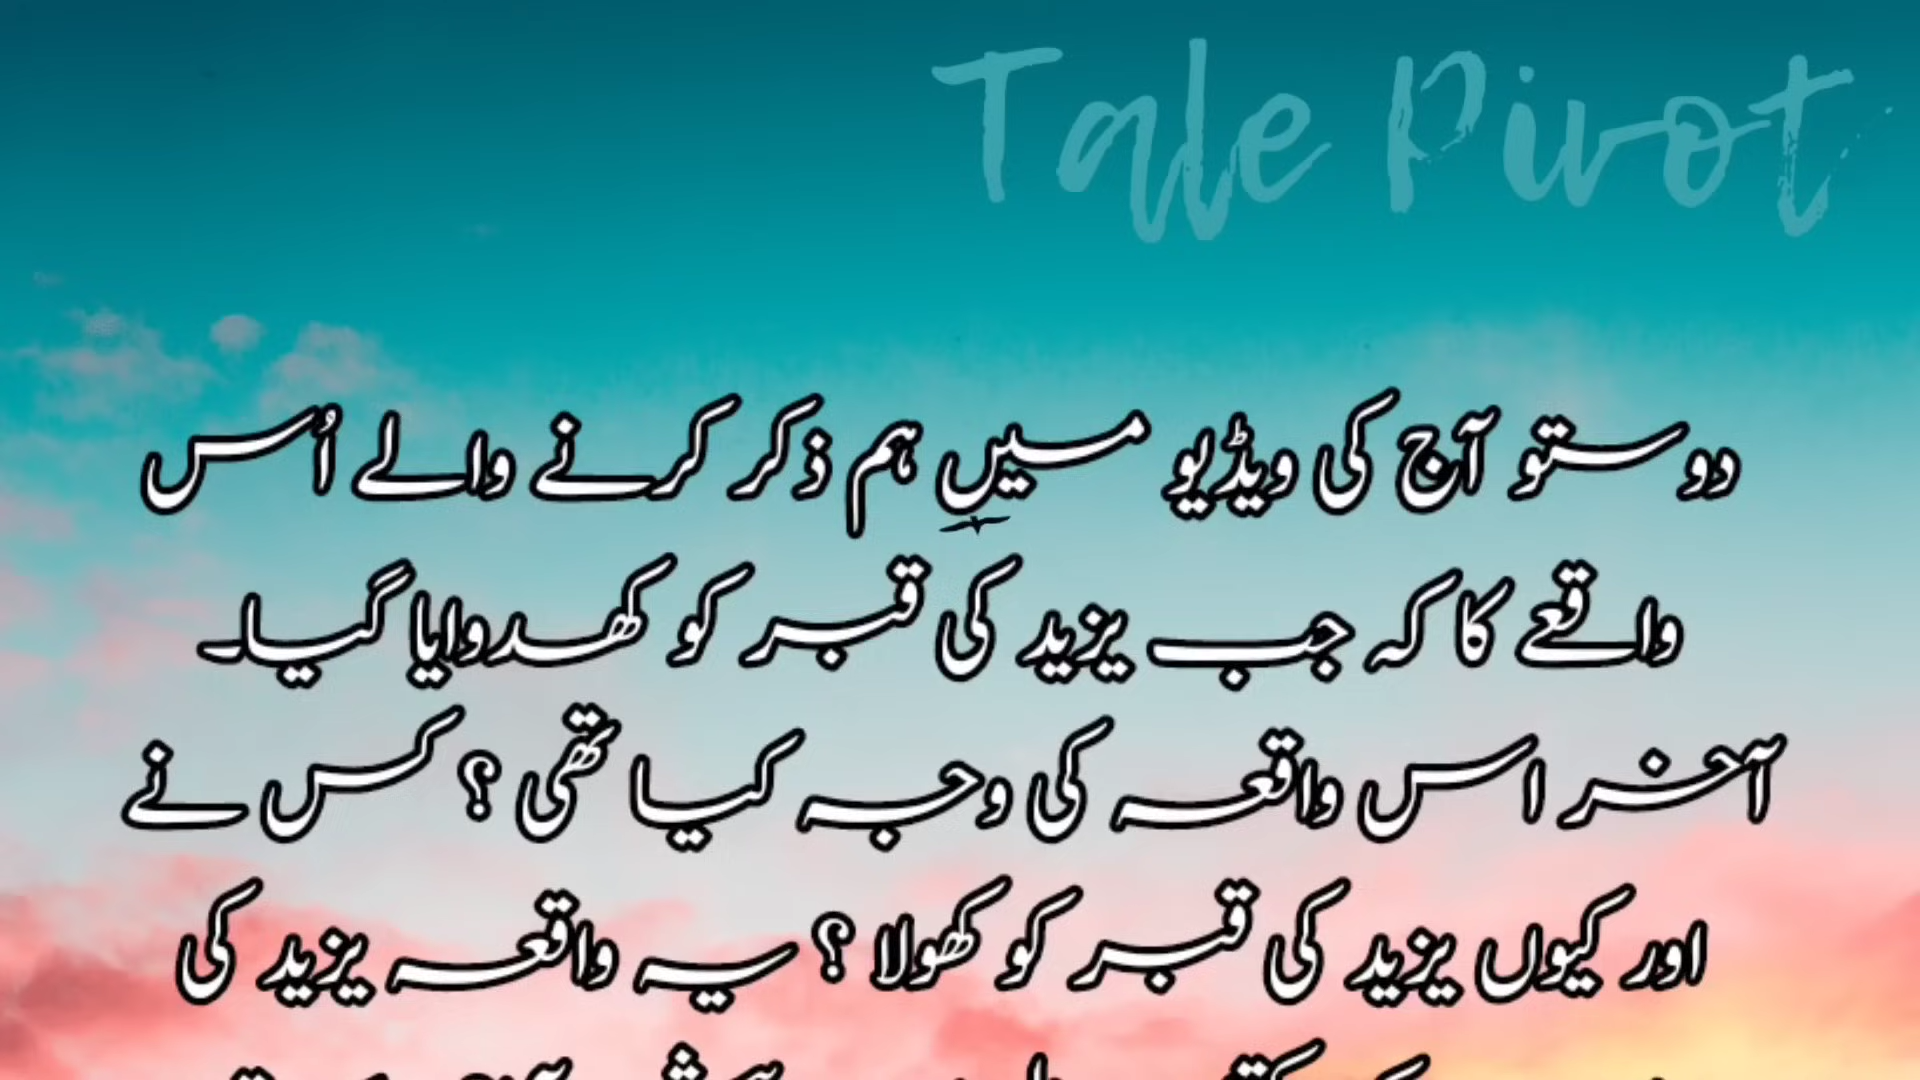 Tale Pivot
دوستو آج کی ویڈیو میں ہم ذکر کرنے والے اُس
واقعے کا کہ جب یزید کی قبر کو کھدوایا گیا۔
آخر اس واقعہ کی وجہ کیا تھی ؟ کس نے
اور کیوں یزید کی قبر کو کھولا ؟ یہ واقعہ یزید کی